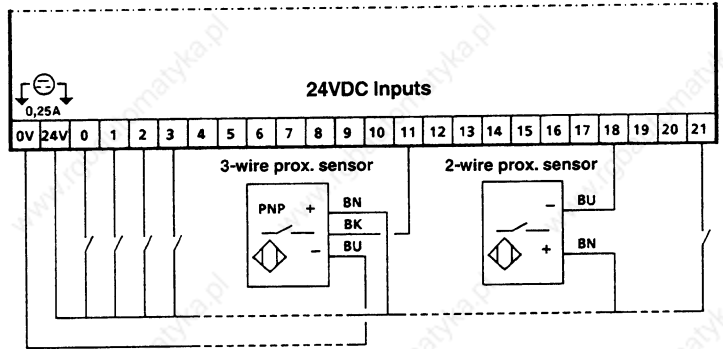 24VDC Inputs
0,25A
0V 24V 0 1 2 3 4 5 6 7 8 9 10 11 12 13 14 15 16 17 18 19 20 21
3-wire prox. sensor 2-wire prox. sensor
PNP + BN
BK
- BU
- BU
+ BN